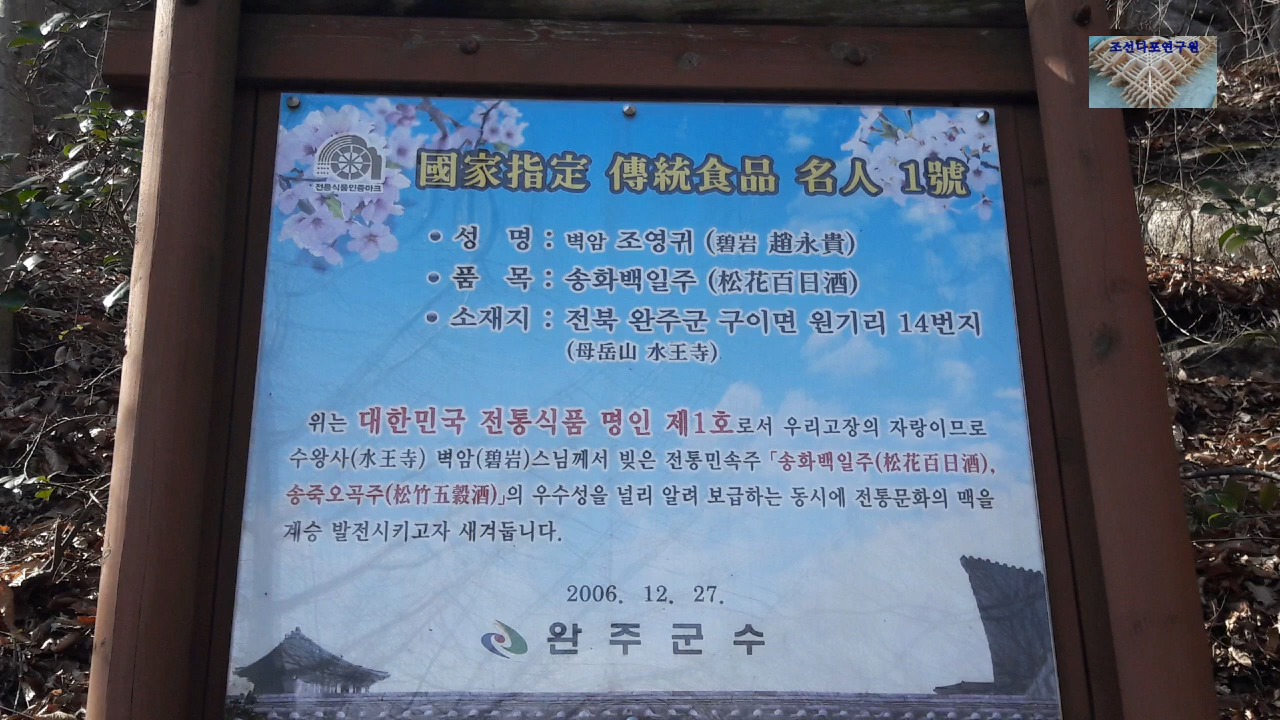 조선다포연구원
전통식품인증마크
國家指定 傳統食品 名人 1號
• 성 명 : 벽암 조영귀 (碧岩 趙永貴)
• 품 목 : 송화백일주 (松花百日酒)
• 소재지 : 전북 완주군 구이면 원기리 14번지
(母岳山 水王寺)
위는 대한민국 전통식품 명인 제1호로서 우리고장의 자랑이므로
수왕사(水王寺) 벽암(碧岩)스님께서 빚은 전통민속주 「송화백일주(松花百日酒),
송죽오곡주(松竹五穀酒)」의 우수성을 널리 알려 보급하는 동시에 전통문화의 맥을
계승 발전시키고자 새겨둡니다.
2006. 12. 27.
완주군수